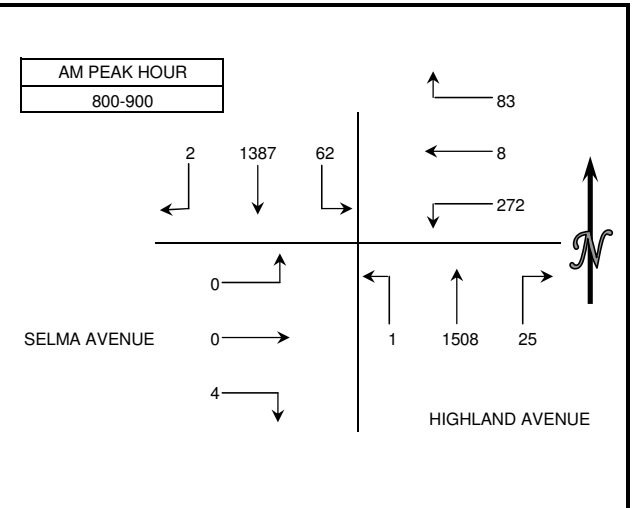 AM PEAK HOUR
800-900
83
2 1387 62
8
272
N
0
SELMA AVENUE 0
1 1508 25
4
HIGHLAND AVENUE